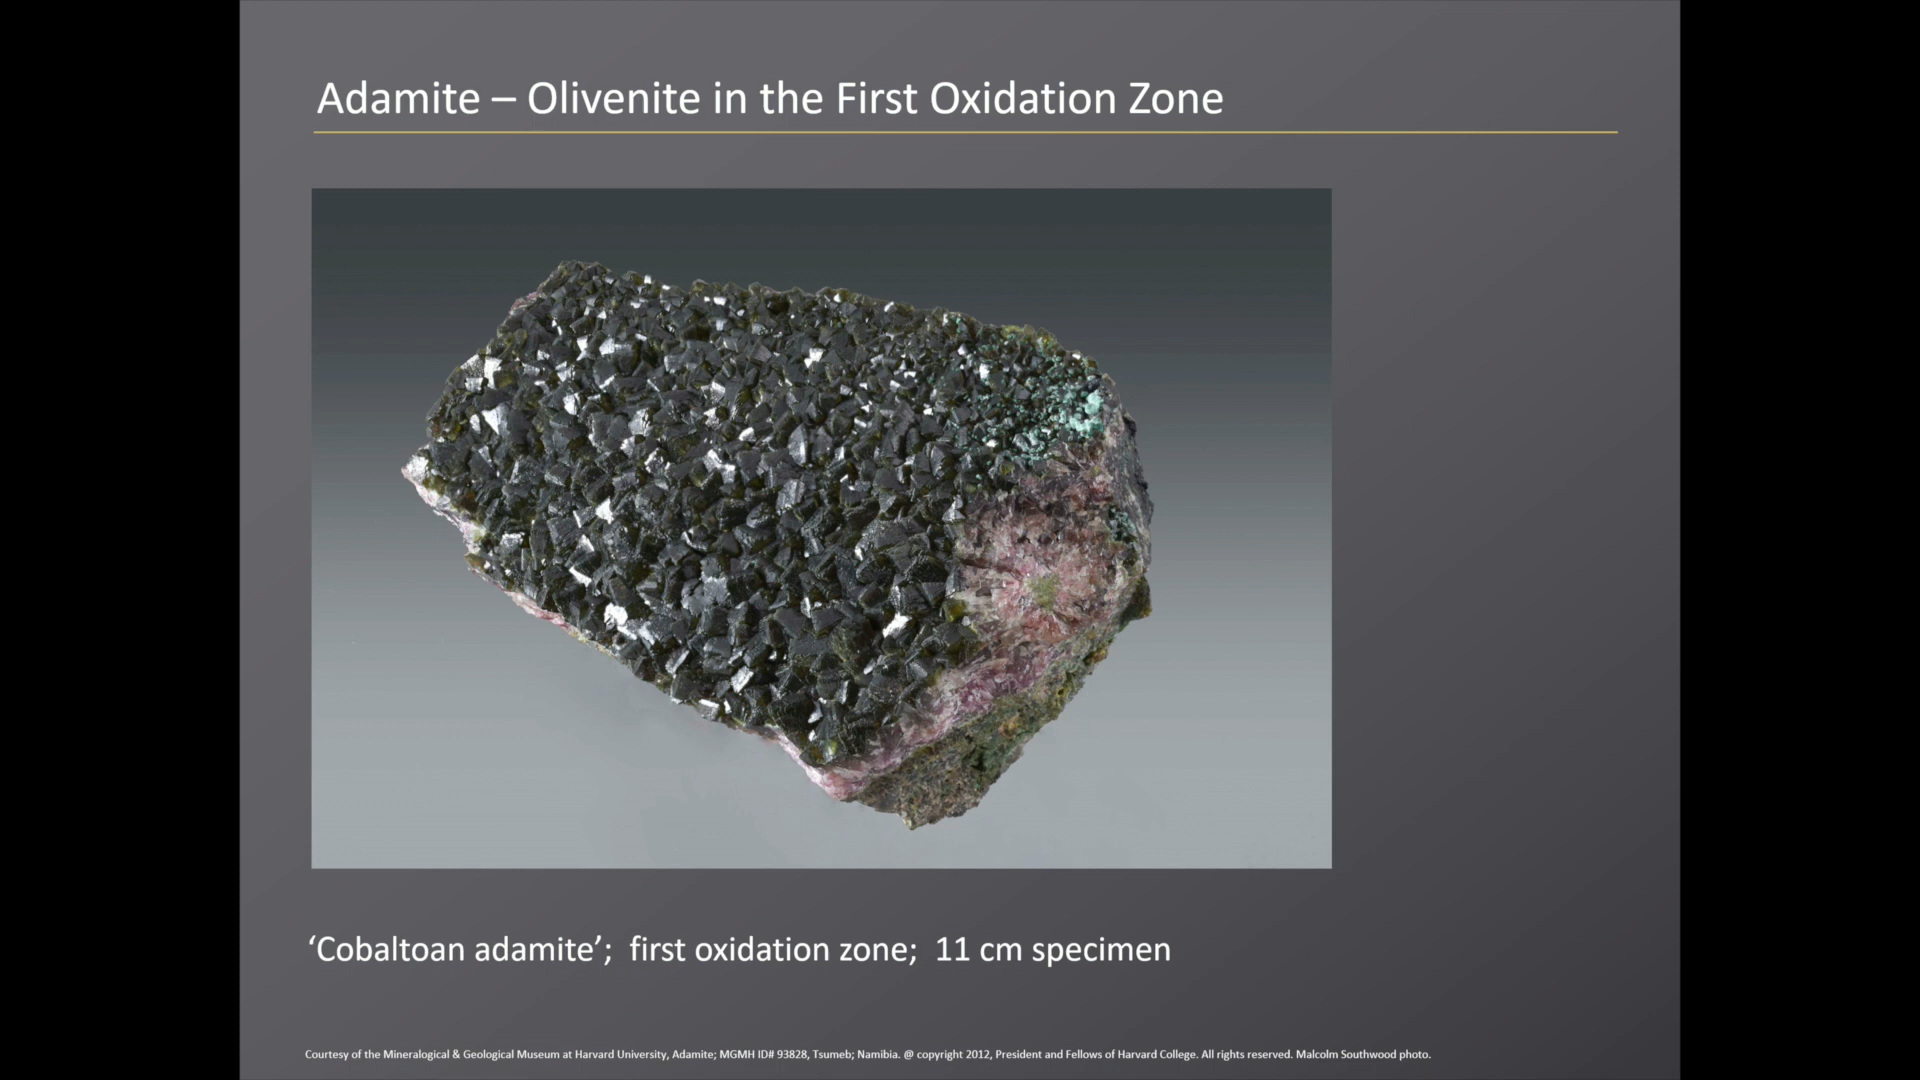 Adamite – Olivenite in the First Oxidation Zone
‘Cobaltoan adamite’; first oxidation zone; 11 cm specimen
Courtesy of the Mineralogical & Geological Museum at Harvard University, Adamite; MGMH ID# 93828, Tsumeb; Namibia. @ copyright 2012, President and Fellows of Harvard College. All rights reserved. Malcolm Southwood photo.